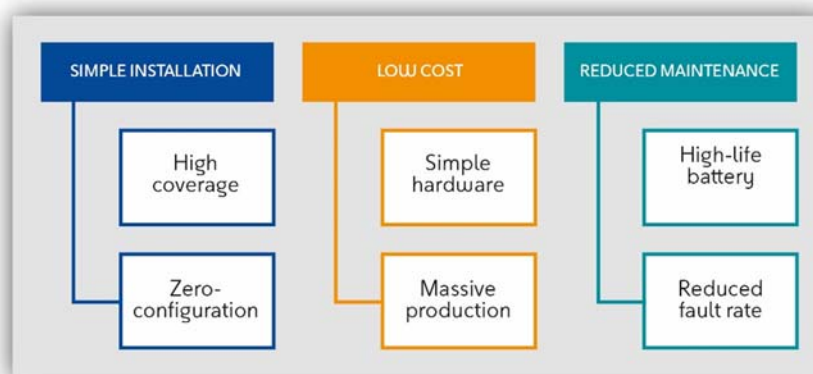 SIMPLE INSTALLATION
High
coverage
Zero-
configuration
LOW COST
Simple
hardware
Massive
production
REDUCED MAINTENANCE
High-life
battery
Reduced
fault rate